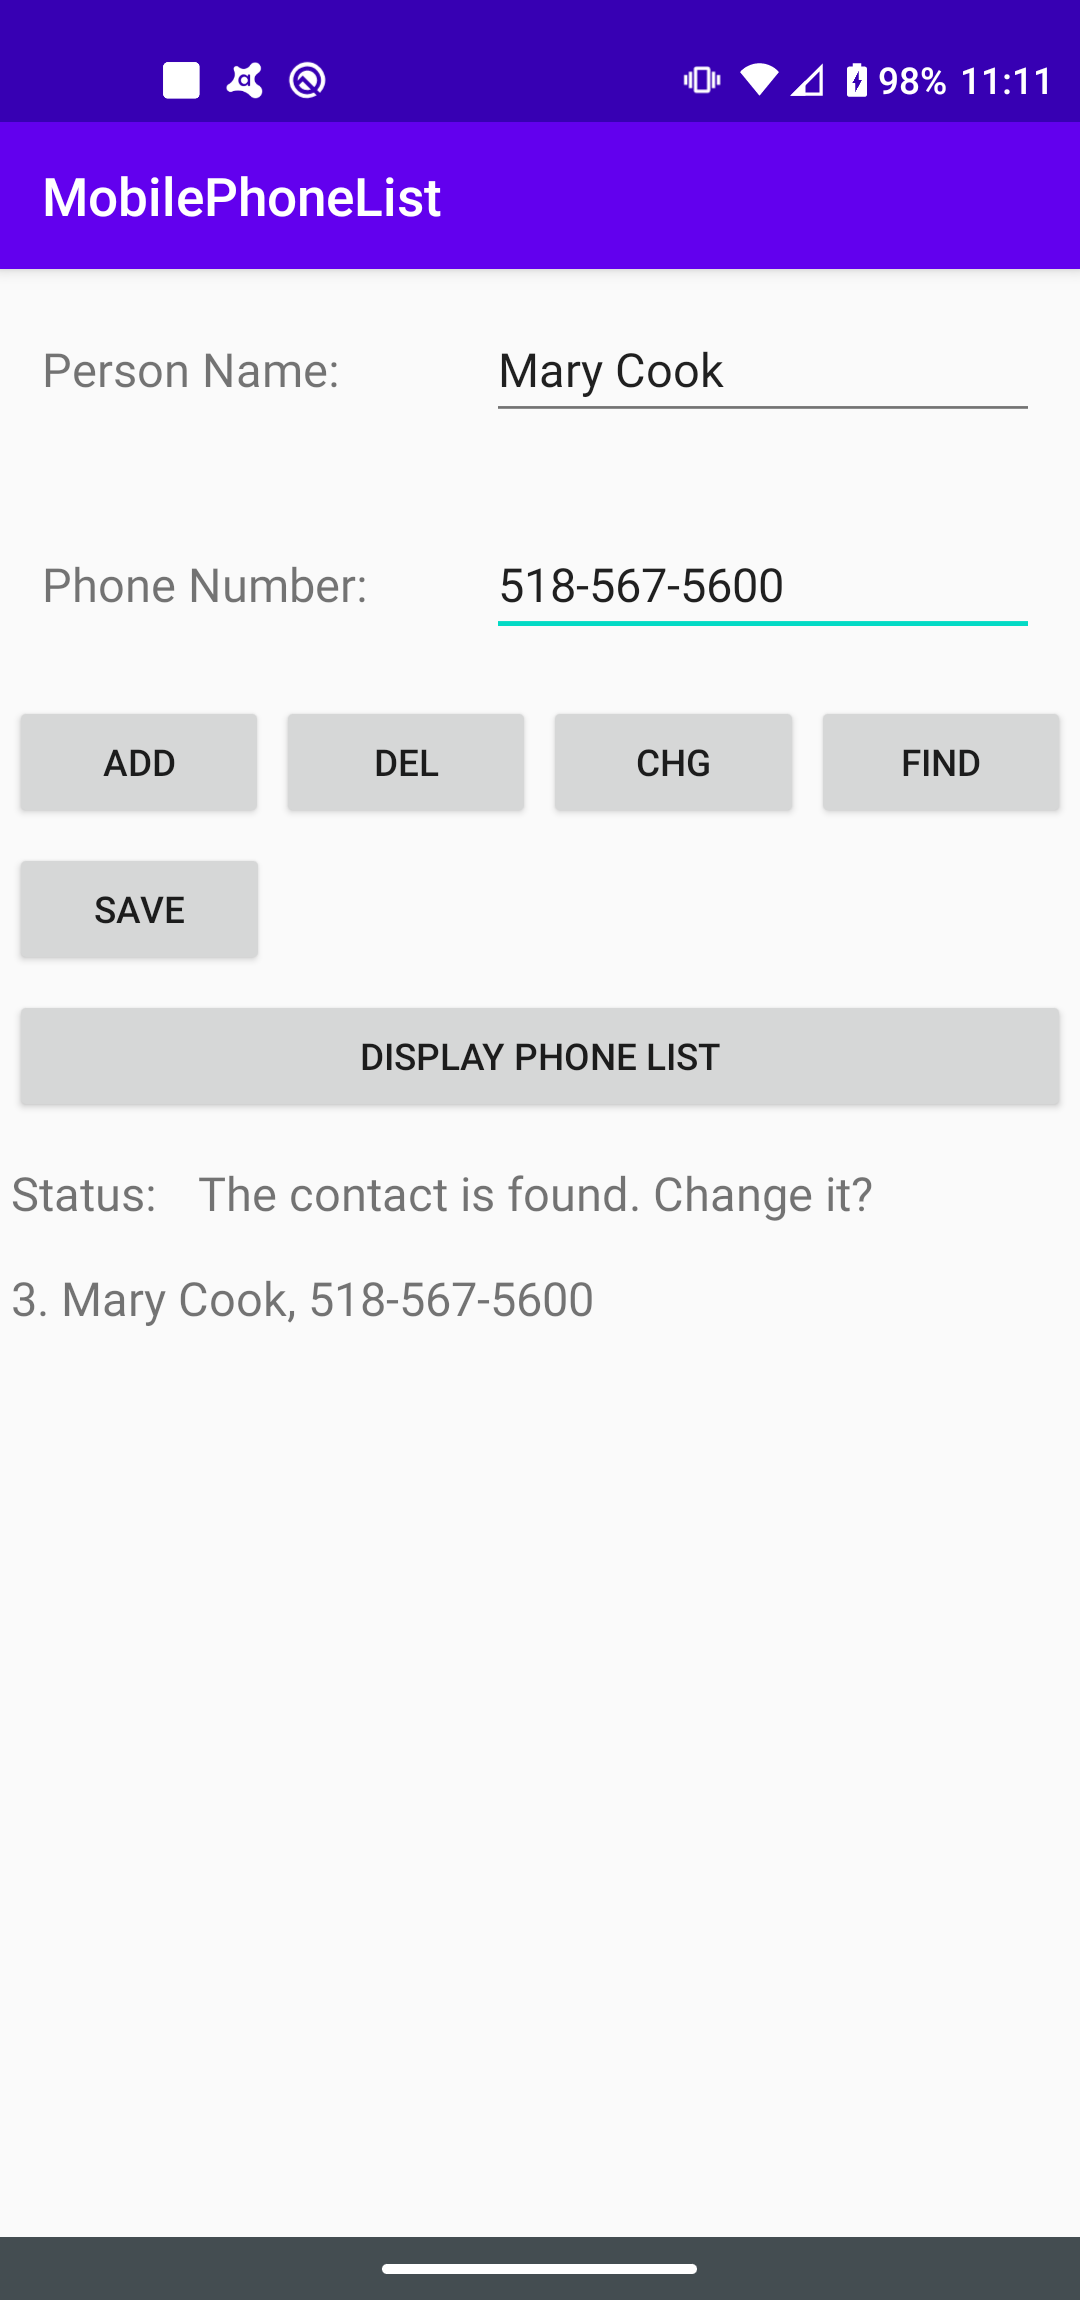 98% 11:11
MobilePhoneList
Person Name: Mary Cook
Phone Number: 518-567-5600
ADD DEL CHG FIND
SAVE
DISPLAY PHONE LIST
Status: The contact is found. Change it?
3. Mary Cook, 518-567-5600